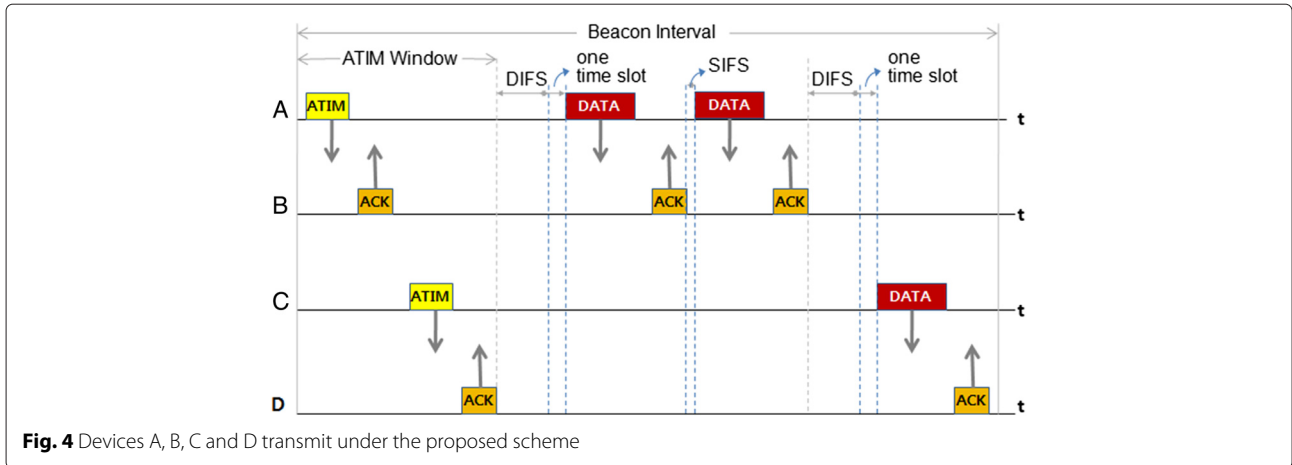 Beacon Interval
ATIM Window
DIFS
one
time slot
SIFS
DIFS
one
time slot
A
ATIM
DATA
DATA
t
B
ACK
ACK
ACK
t
C
ATIM
DATA
t
D
ACK
ACK
t
Fig. 4 Devices A, B, C and D transmit under the proposed scheme